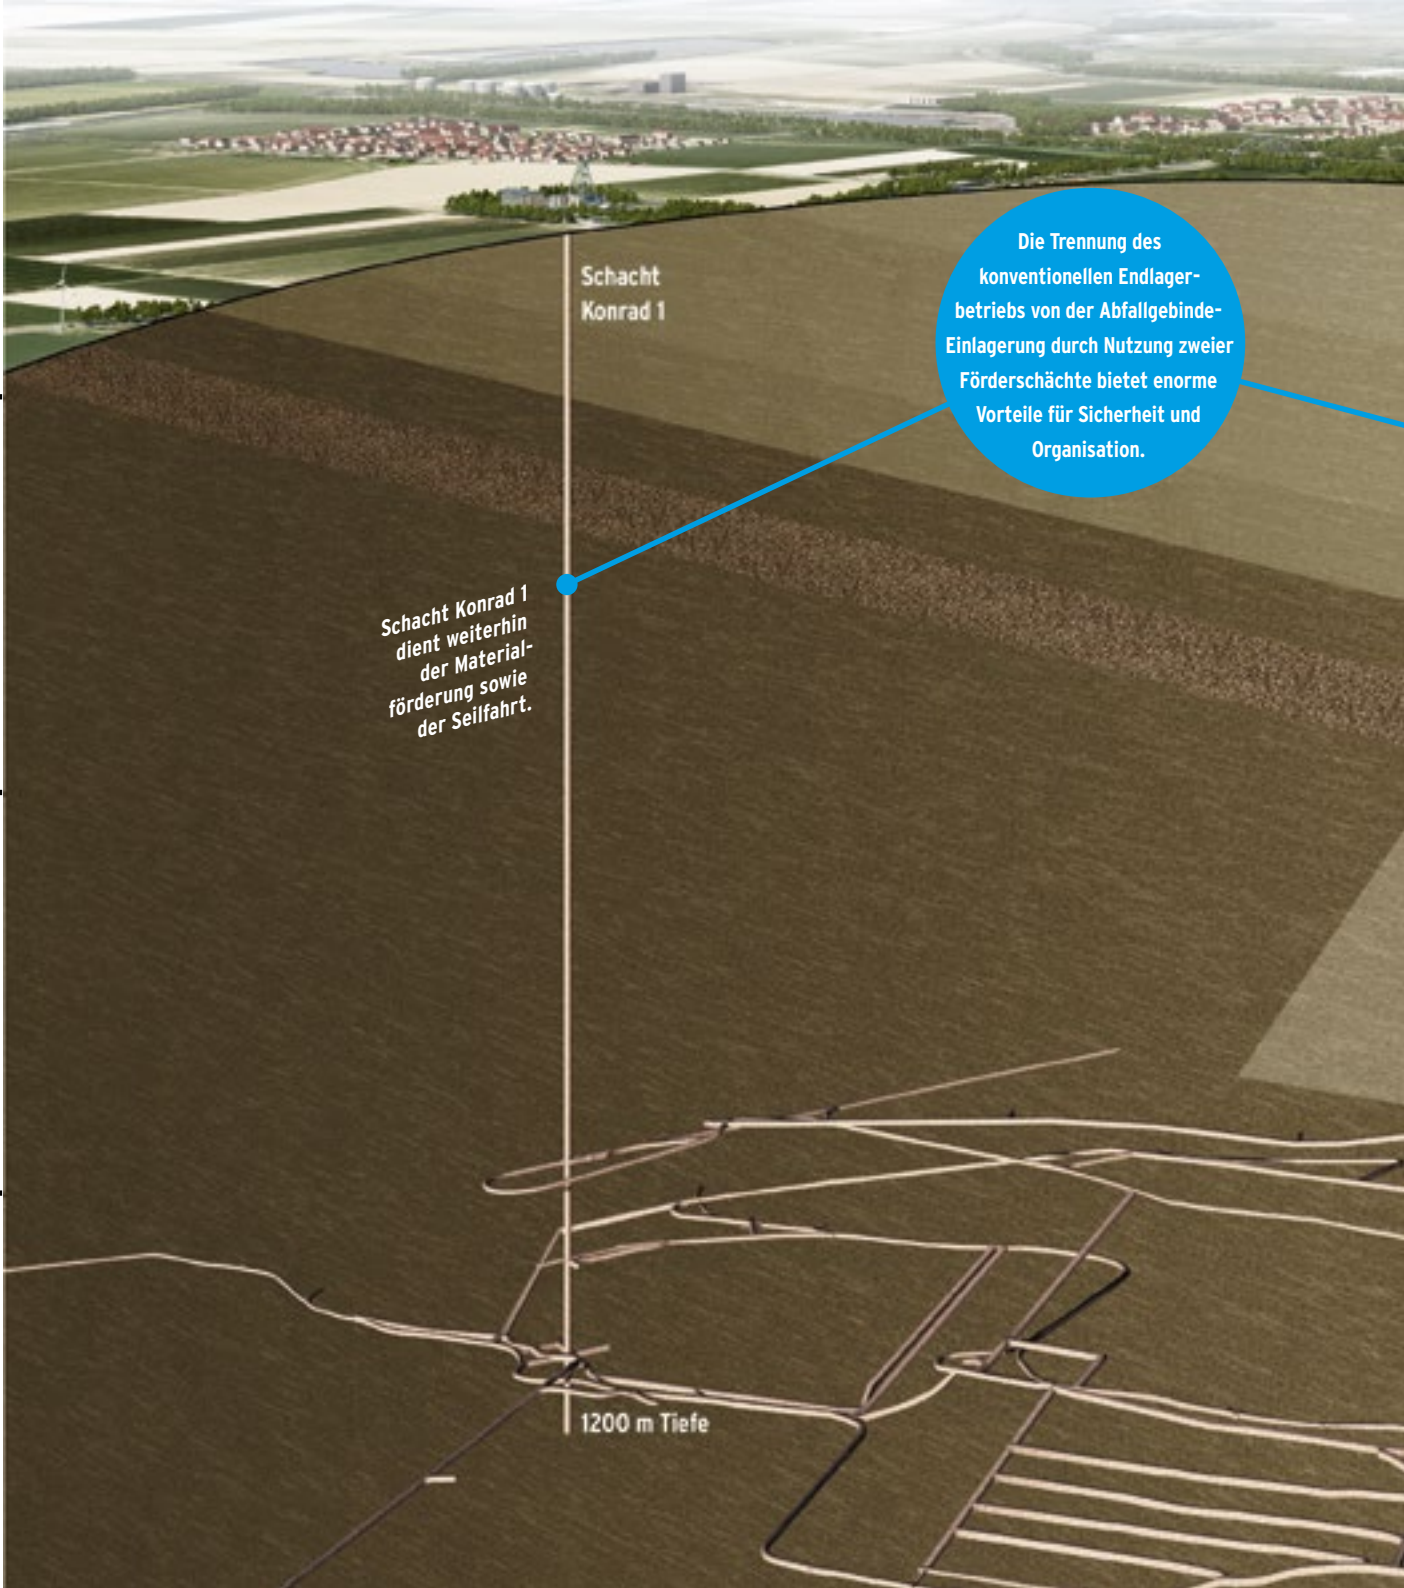 Schacht
Konrad 1
Die Trennung des
konventionellen Endlager-
betriebs von der Abfallgebinde-
Einlagerung durch Nutzung zweier
Förderschächte bietet enorme
Vorteile für Sicherheit und
Organisation.
Schacht Konrad 1
dient weiterhin
der Material-
förderung sowie
der Seilfahrt.
1200 m Tiefe